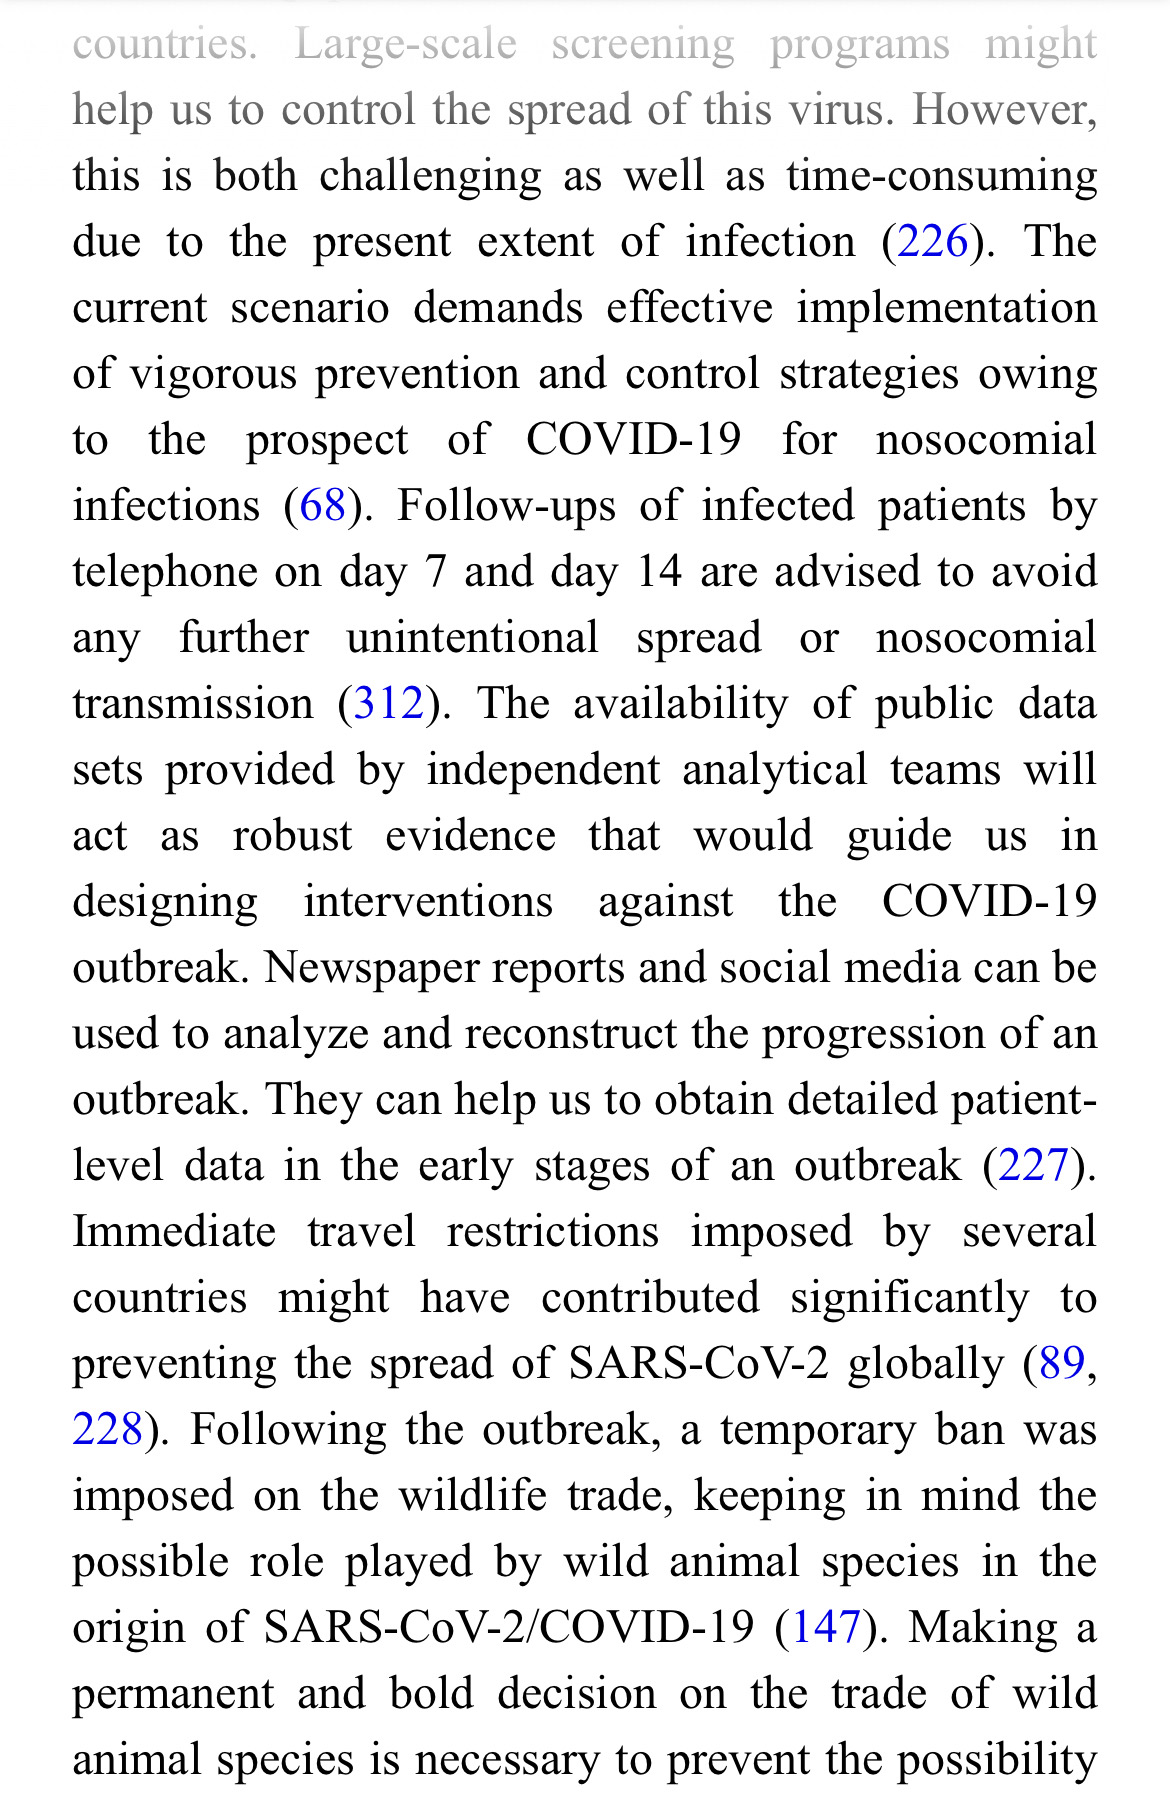 countries. Large-scale screening programs might
help us to control the spread of this virus. However,
this is both challenging as well as time-consuming
due to the present extent of infection (226). The
current scenario demands effective implementation
of vigorous prevention and control strategies owing
to the prospect of COVID-19 for nosocomial
infections (68). Follow-ups of infected patients by
telephone on day 7 and day 14 are advised to avoid
any further unintentional spread or nosocomial
transmission (312). The availability of public data
sets provided by independent analytical teams will
act as robust evidence that would guide us in
designing interventions against the COVID-19
outbreak. Newspaper reports and social media can be
used to analyze and reconstruct the progression of an
outbreak. They can help us to obtain detailed patient-
level data in the early stages of an outbreak (227).
Immediate travel restrictions imposed by several
countries might have contributed significantly to
preventing the spread of SARS-CoV-2 globally (89,
228). Following the outbreak, a temporary ban was
imposed on the wildlife trade, keeping in mind the
possible role played by wild animal species in the
origin of SARS-CoV-2/COVID-19 (147). Making a
permanent and bold decision on the trade of wild
animal species is necessary to prevent the possibility